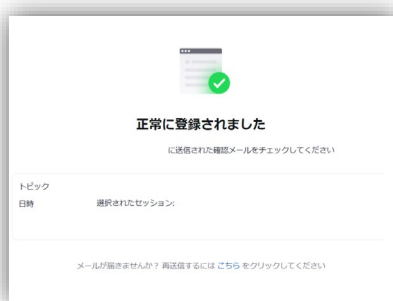 正常に登録されました
に送信された確認メールをチェックしてください
トピック
日時 選択されたセッション:
メールが届きませんか？ 再送信するには こちら をクリックしてください